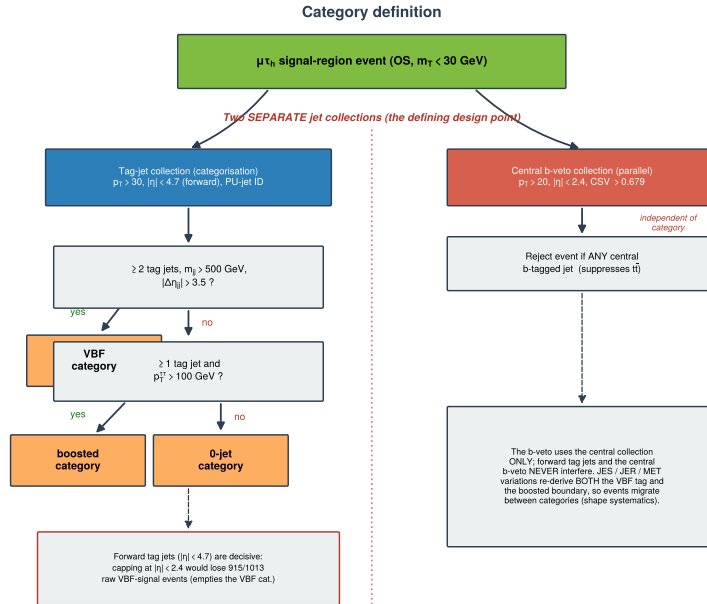 Category definition
μτh signal-region event (OS, mT < 30 GeV)
Two SEPARATE jet collections (the defining design point)
Tag-jet collection (categorisation)
pT > 30, |η| < 4.7 (forward), PU-jet ID
Central b-veto collection (parallel)
pT > 20, |η| < 2.4, CSV > 0.679
independent of
category
≥ 2 tag jets, mjj > 500 GeV,
|Δηjj| > 3.5 ?
Reject event if ANY central
b-tagged jet (suppresses tt̄)
yes
no
VBF
category
≥ 1 tag jet and
pTττ > 100 GeV ?
yes
no
boosted
category
0-jet
category
The b-veto uses the central collection
ONLY; forward tag jets and the central
b-veto NEVER interfere. JES / JER / MET
variations re-derive BOTH the VBF tag and
the boosted boundary, so events migrate
between categories (shape systematics).
Forward tag jets (|η| < 4.7) are decisive:
capping at |η| < 2.4 would lose 915/1013
raw VBF-signal events (empties the VBF cat.)